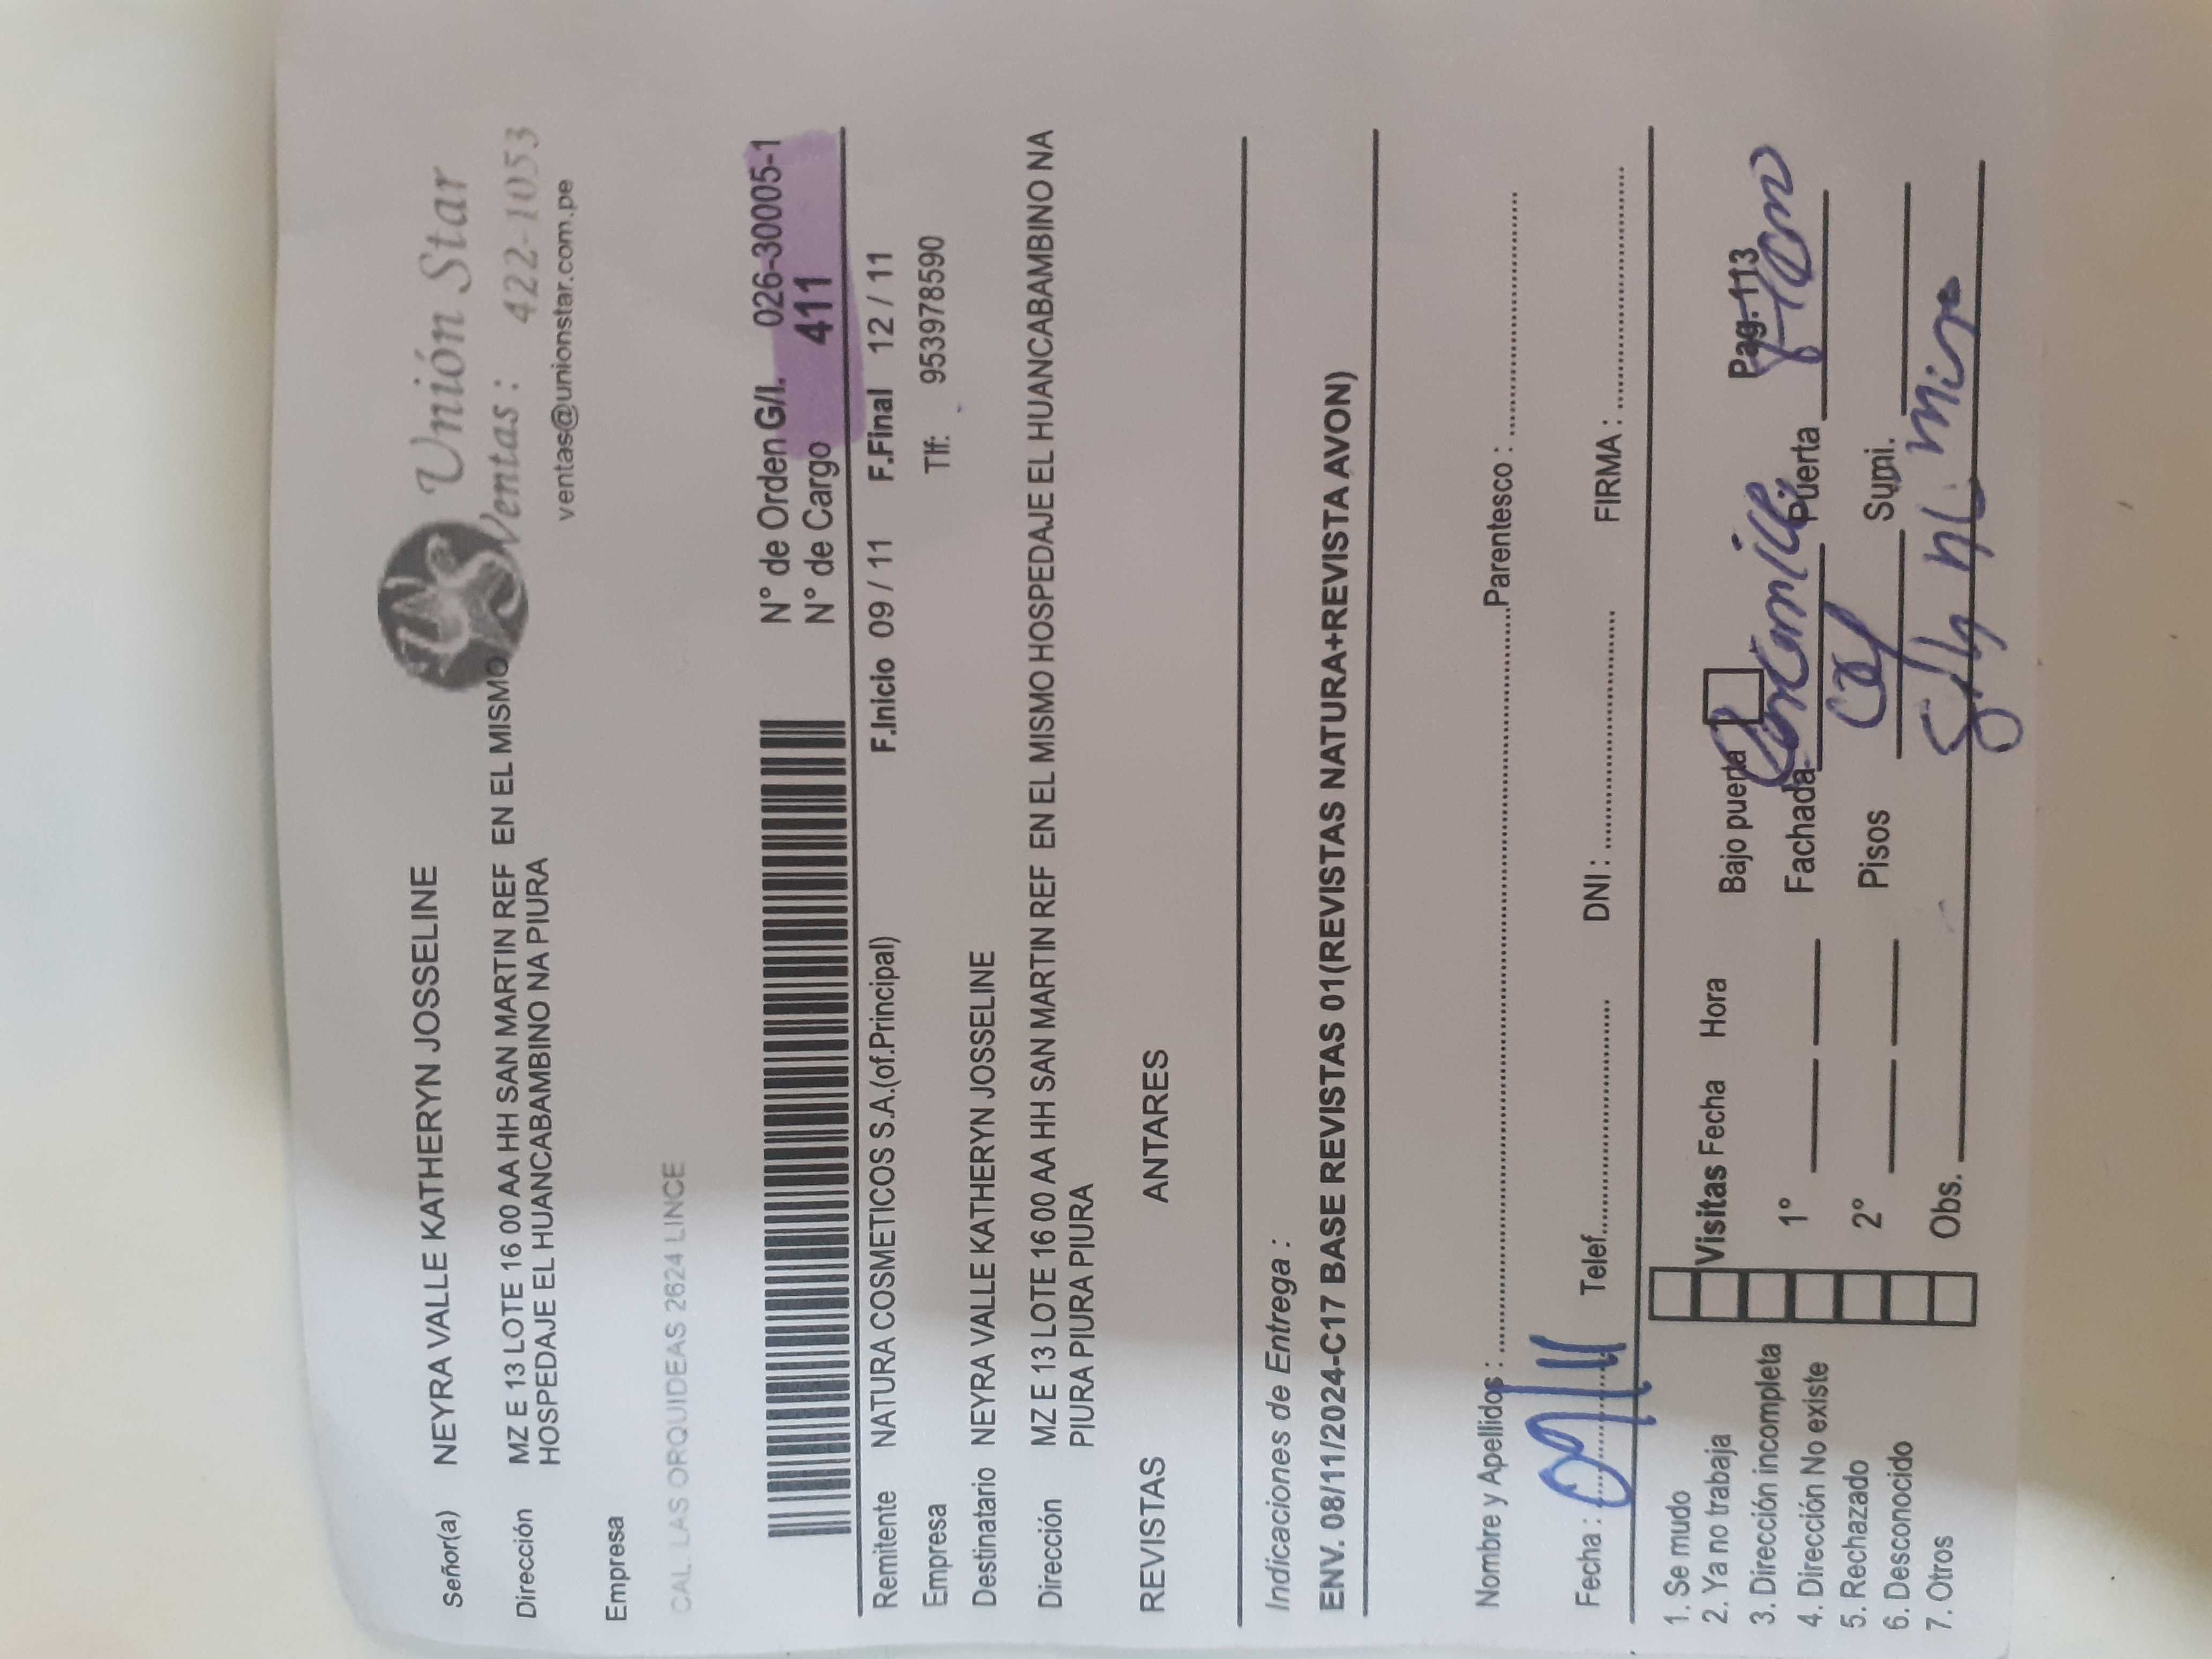 Unión Star
Ventas : 422-1053
ventas@unionstar.com.pe
Señor(a) NEYRA VALLE KATHERYN JOSSELINE
Dirección MZ E 13 LOTE 16 00 AA HH SAN MARTIN REF EN EL MISMO
HOSPEDAJE EL HUANCABAMBINO NA PIURA
Empresa
CAL. LAS ORQUIDEAS 2624 LINCE
N° de Orden G/I. 026-30005-1
N° de Cargo 411
Remitente NATURA COSMETICOS S.A.(of.Principal) F.Inicio 09 / 11 F.Final 12 / 11
Empresa Tlf: 953978590
Destinatario NEYRA VALLE KATHERYN JOSSELINE
Dirección MZ E 13 LOTE 16 00 AA HH SAN MARTIN REF EN EL MISMO HOSPEDAJE EL HUANCABAMBINO NA
PIURA PIURA PIURA
REVISTAS ANTARES
Indicaciones de Entrega :
ENV. 08/11/2024-C17 BASE REVISTAS 01(REVISTAS NATURA+REVISTA AVON)
Nombre y Apellidos : Parentesco :
Fecha : 09/11 Telef. DNI : FIRMA :
1. Se mudo
2. Ya no trabaja
3. Dirección incompleta
4. Dirección No existe
5. Rechazado
6. Desconocido
7. Otros
Visitas Fecha Hora Bajo puerta Pag.-113
1° Fachada Puerta
2° Pisos Sumi.
Obs.